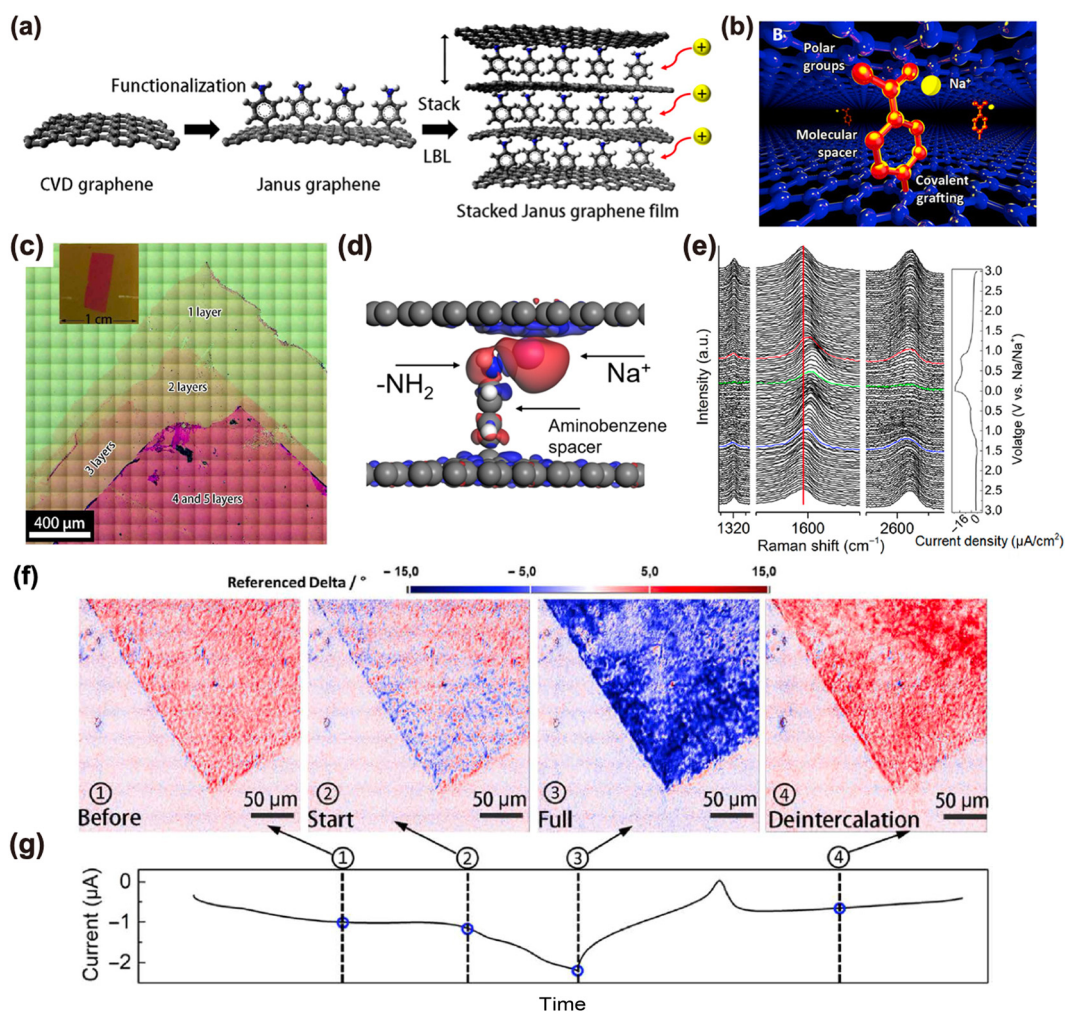 (a)
Functionalization
Stack
LBL
CVD graphene
Janus graphene
Stacked Janus graphene film
+
+
+
(b)
B
Polar
groups
Na⁺
Molecular
spacer
Covalent
grafting
(c)
1 cm
1 layer
2 layers
3 layers
4 and 5 layers
400 µm
(d)
-NH₂
Na⁺
Aminobenzene
spacer
(e)
Intensity (a.u.)
1320
1600
2600
Raman shift (cm⁻¹)
3.0
2.5
2.0
1.5
1.0
0.5
0.0
0.5
1.0
1.5
2.0
2.5
3.0
Volatge (V vs. Na/Na⁺)
-16
0
Current density (µA/cm²)
(f)
Referenced Delta / °
- 15,0
- 5,0
5,0
15,0
① Before
50 µm
② Start
50 µm
③ Full
50 µm
④ Deintercalation
50 µm
(g)
①
②
③
④
Current (µA)
0
−1
−2
Time